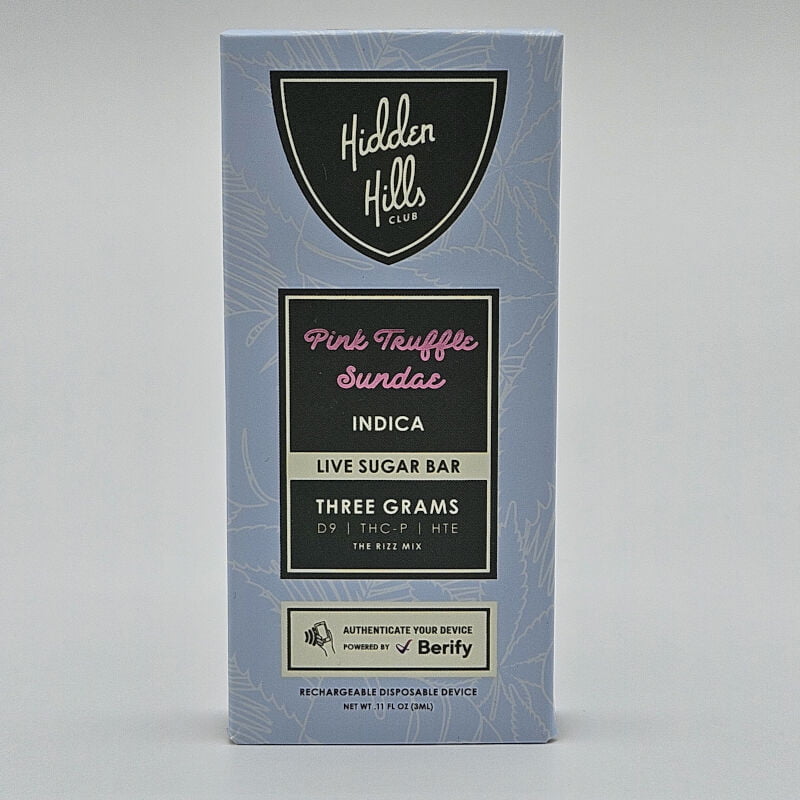 Hidden
Hills
CLUB
Pink Truffle
Sundae
INDICA
LIVE SUGAR BAR
THREE GRAMS
D9 | THC-P | HTE
THE RIZZ MIX
AUTHENTICATE YOUR DEVICE
POWERED BY Berify
RECHARGEABLE DISPOSABLE DEVICE
NET WT .11 FL OZ (3ML)